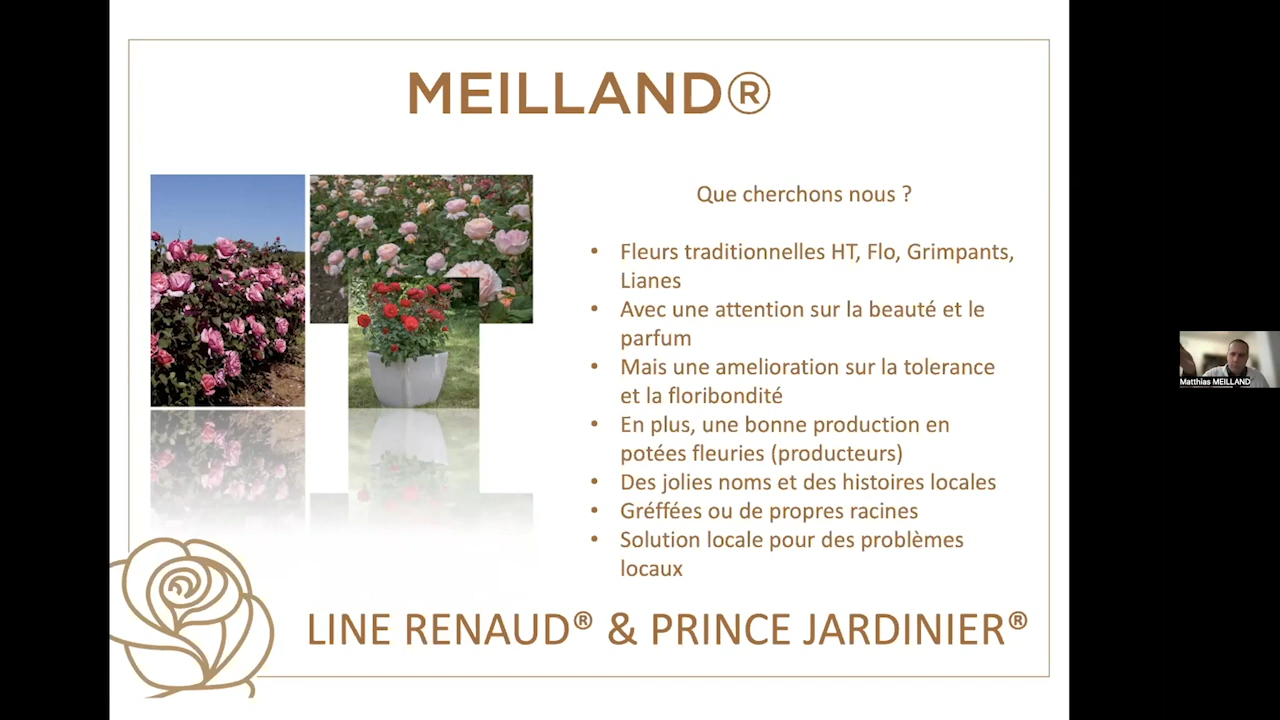 MEILLAND®
Que cherchons nous ?
• Fleurs traditionnelles HT, Flo, Grimpants,
Lianes
• Avec une attention sur la beauté et le
parfum
• Mais une amelioration sur la tolerance
et la floribondité
• En plus, une bonne production en
potées fleuries (producteurs)
• Des jolies noms et des histoires locales
• Gréffées ou de propres racines
• Solution locale pour des problèmes
locaux
LINE RENAUD® & PRINCE JARDINIER®
Matthias MEILLAND